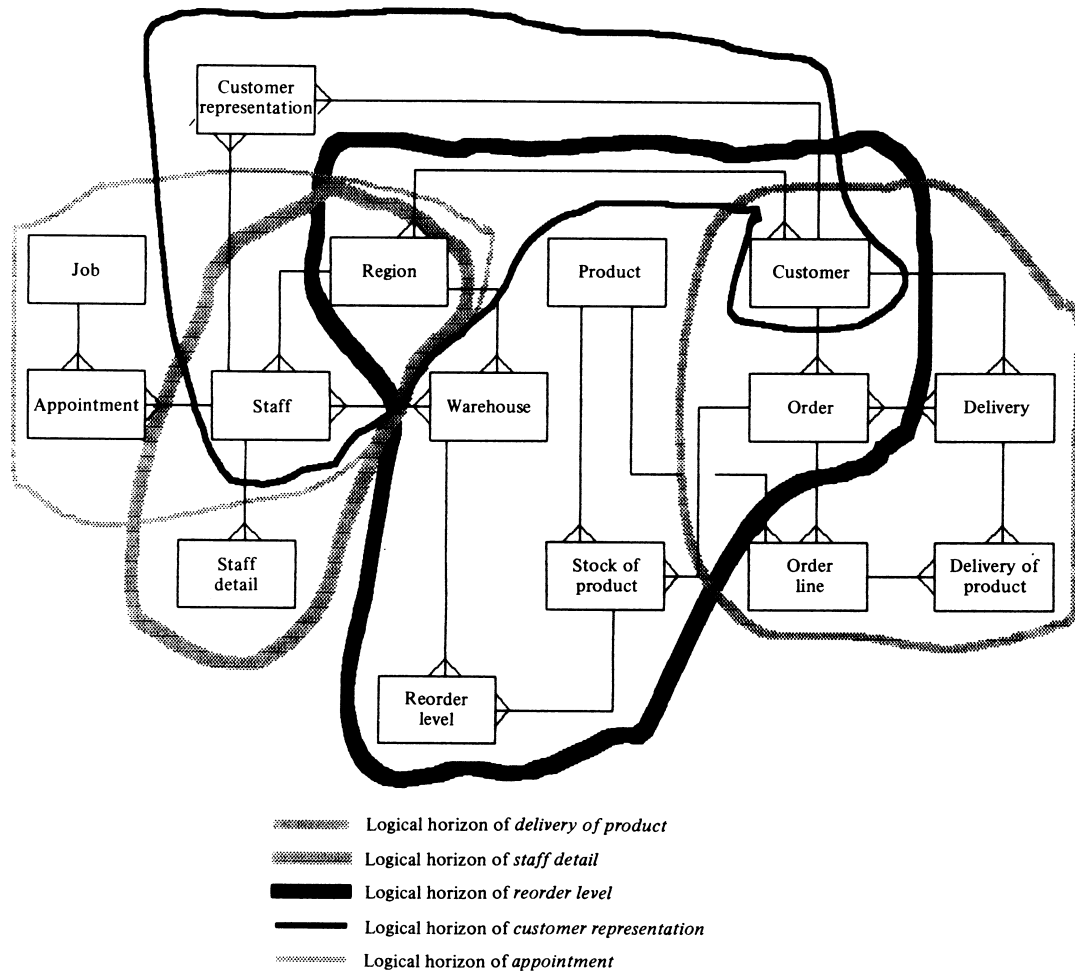 Customer
representation
Job
Region
Product
Customer
Appointment
Staff
Warehouse
Order
Delivery
Staff
detail
Stock of
product
Order
line
Delivery of
product
Reorder
level
Logical horizon of delivery of product
Logical horizon of staff detail
Logical horizon of reorder level
Logical horizon of customer representation
Logical horizon of appointment